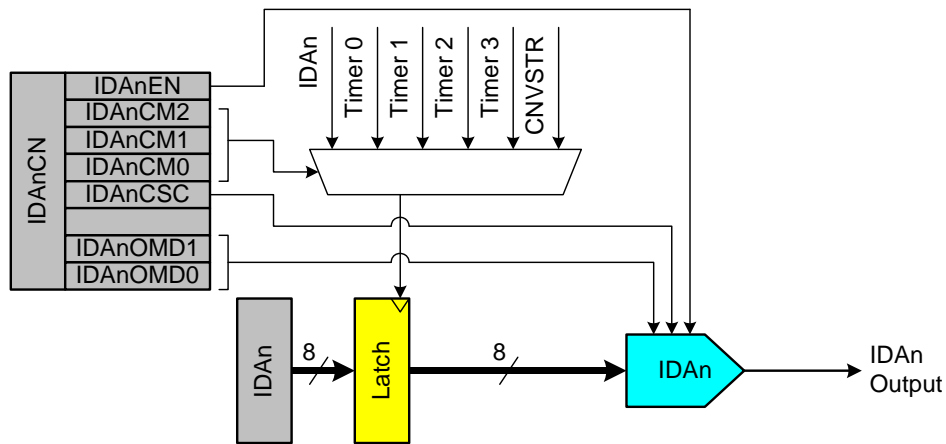 IDAnCN
IDAnEN
IDAnCM2
IDAnCM1
IDAnCM0
IDAnCSC
IDAnOMD1
IDAnOMD0
IDAn
Timer 0
Timer 1
Timer 2
Timer 3
CNVSTR
IDAn
8
Latch
8
IDAn
IDAn
Output